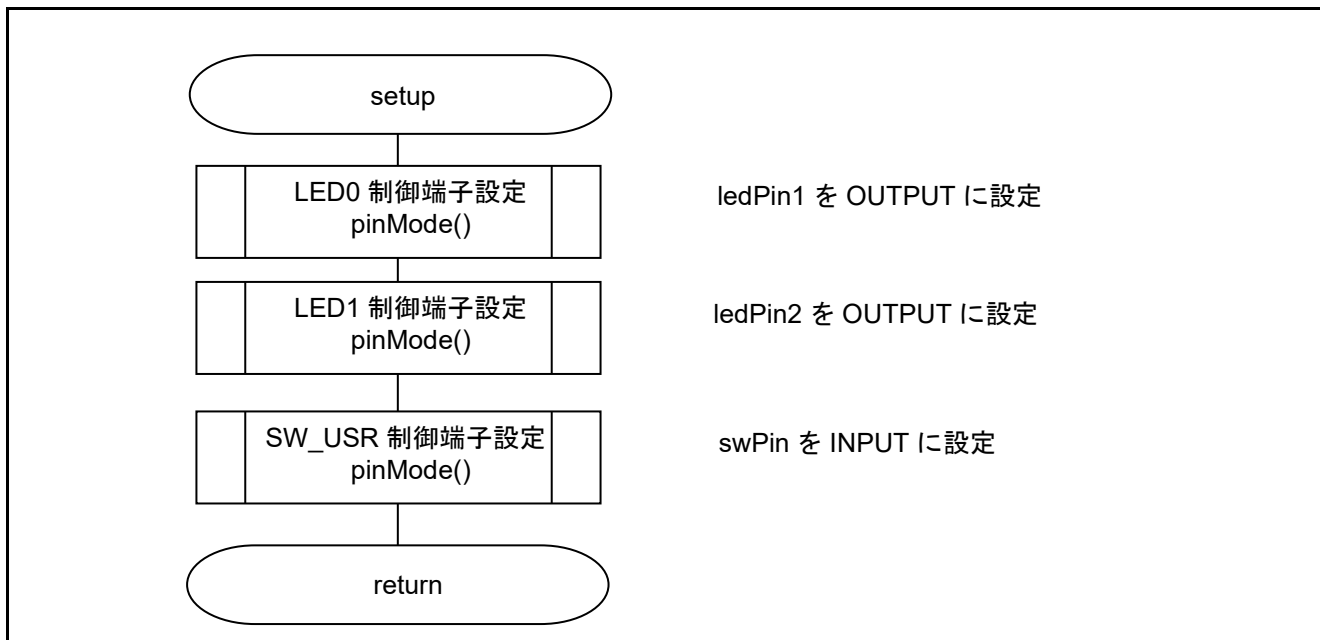 setup
LED0 制御端子設定
pinMode()
ledPin1 を OUTPUT に設定
LED1 制御端子設定
pinMode()
ledPin2 を OUTPUT に設定
SW_USR 制御端子設定
pinMode()
swPin を INPUT に設定
return